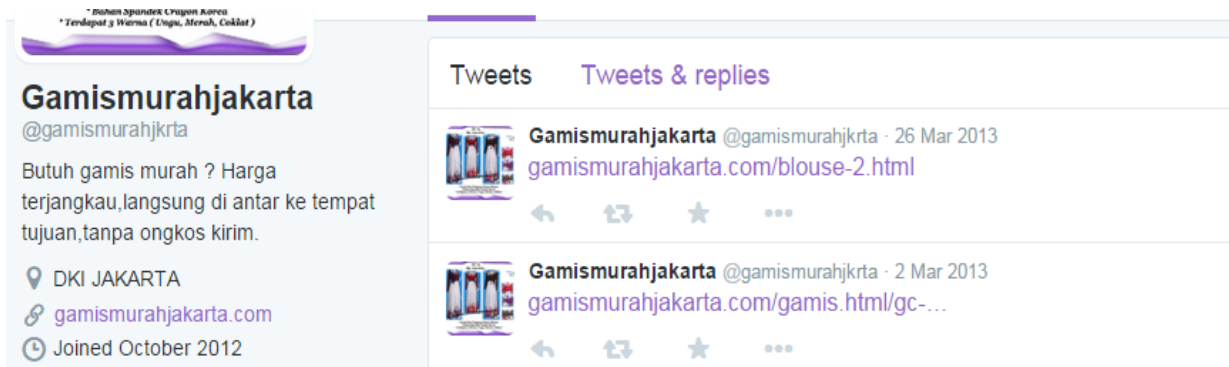 * Bahan Spandek Crayon Korea
* Terdapat 3 Warna ( Ungu, Merah, Coklat )
Gamismurahjakarta
@gamismurahjkrta
Butuh gamis murah ? Harga
terjangkau,langsung di antar ke tempat
tujuan,tanpa ongkos kirim.
DKI JAKARTA
gamismurahjakarta.com
Joined October 2012
Tweets Tweets & replies
Gamismurahjakarta @gamismurahjkrta · 26 Mar 2013
gamismurahjakarta.com/blouse-2.html
Gamismurahjakarta @gamismurahjkrta · 2 Mar 2013
gamismurahjakarta.com/gamis.html/gc-...